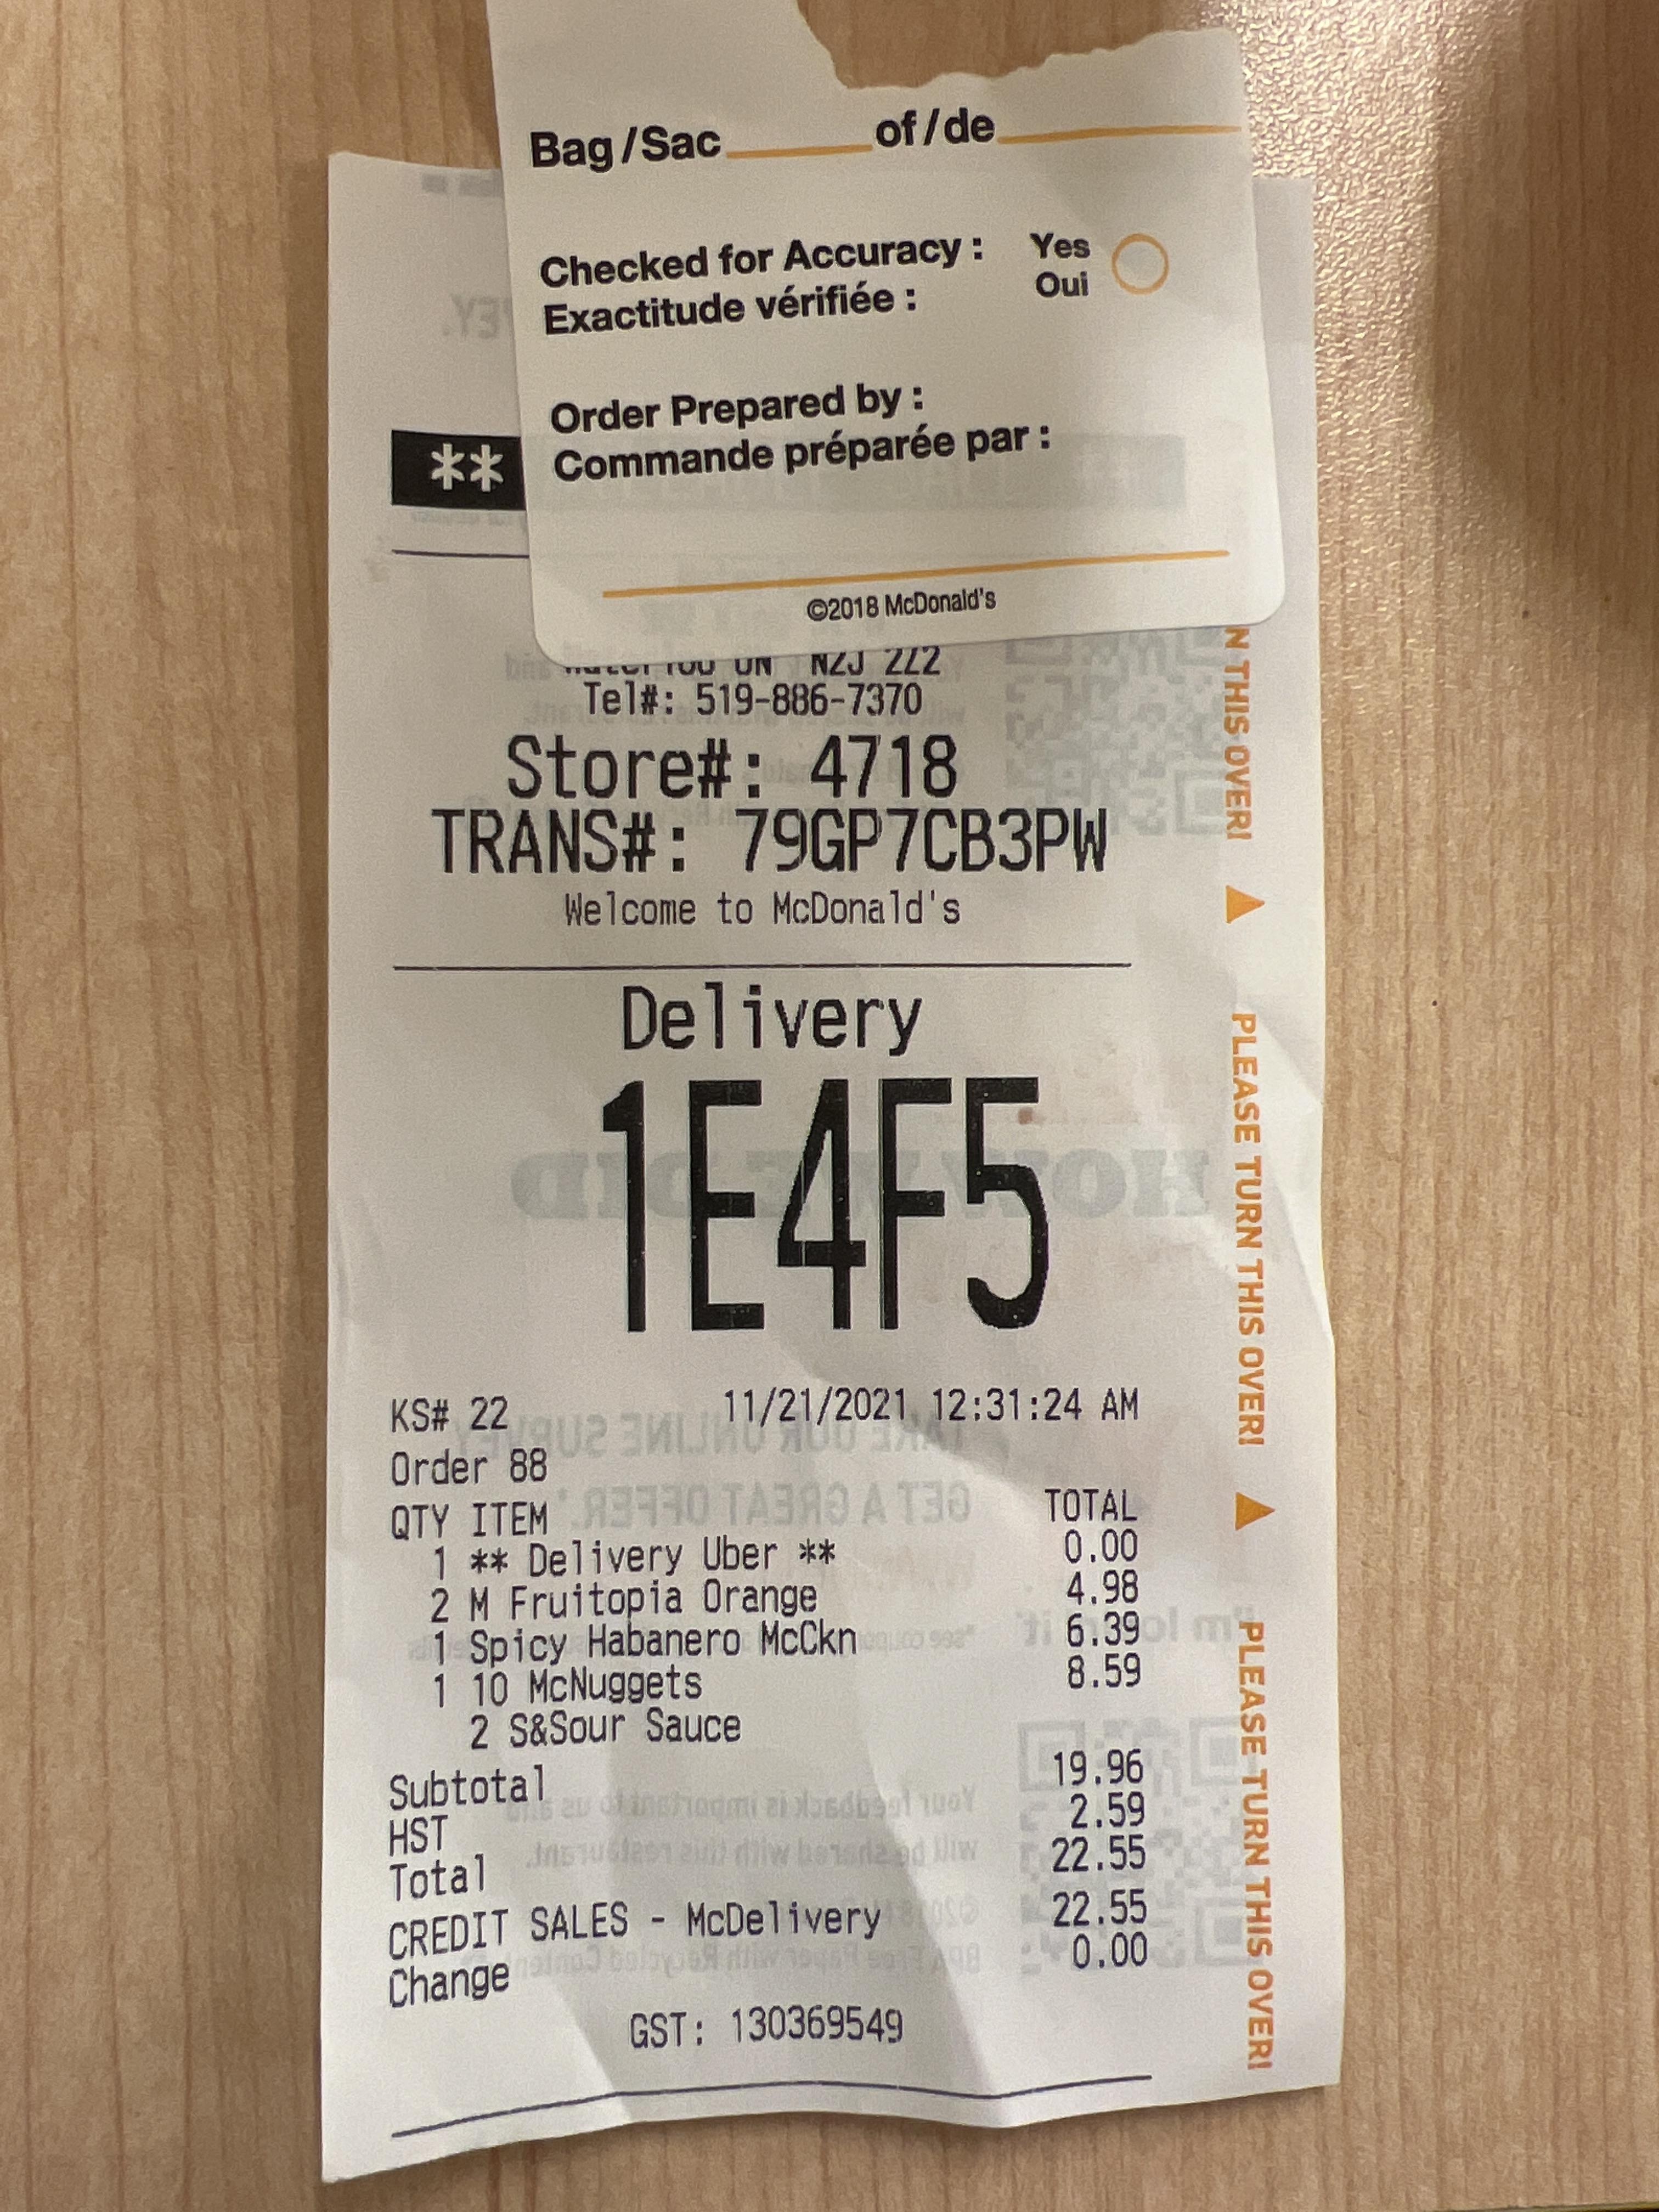 Bag/Sac of/de
Checked for Accuracy : Yes
Exactitude vérifiée : Oui
Order Prepared by :
Commande préparée par :
©2018 McDonald's
**
ON N2J 2Z2
Tel#: 519-886-7370
Store#: 4718
TRANS#: 79GP7CB3PW
Welcome to McDonald's
Delivery
1E4F5
KS# 22 11/21/2021 12:31:24 AM
Order 88
QTY ITEM TOTAL
1 ** Delivery Uber ** 0.00
2 M Fruitopia Orange 4.98
1 Spicy Habanero McCkn 6.39
1 10 McNuggets 8.59
2 S&Sour Sauce
Subtotal 19.96
HST 2.59
Total 22.55
CREDIT SALES - McDelivery 22.55
Change 0.00
GST: 130369549
N THIS OVER!
PLEASE TURN THIS OVER!
PLEASE TURN THIS OVER!